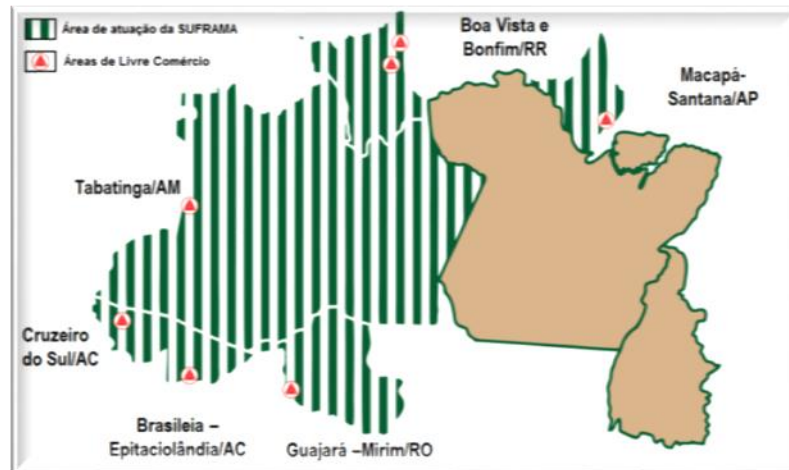 Área de atuação da SUFRAMA
Áreas de Livre Comércio
Boa Vista e
Bonfim/RR
Macapá-
Santana/AP
Tabatinga/AM
Cruzeiro
do Sul/AC
Brasileia –
Epitaciolândia/AC
Guajará –Mirim/RO